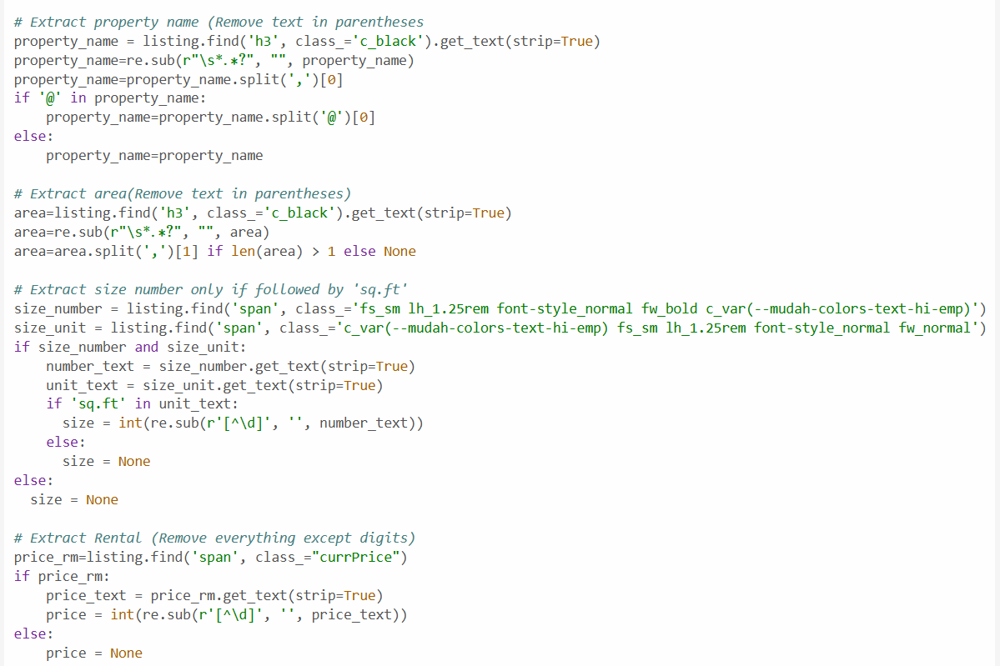 # Extract property name (Remove text in parentheses
property_name = listing.find('h3', class_='c_black').get_text(strip=True)
property_name=re.sub(r"\s*.*?", "", property_name)
property_name=property_name.split(',')[0]
if '@' in property_name:
    property_name=property_name.split('@')[0]
else:
    property_name=property_name

# Extract area(Remove text in parentheses)
area=listing.find('h3', class_='c_black').get_text(strip=True)
area=re.sub(r"\s*.*?", "", area)
area=area.split(',')[1] if len(area) > 1 else None

# Extract size number only if followed by 'sq.ft'
size_number = listing.find('span', class_='fs_sm lh_1.25rem font-style_normal fw_bold c_var(--mudah-colors-text-hi-emp)')
size_unit = listing.find('span', class_='c_var(--mudah-colors-text-hi-emp) fs_sm lh_1.25rem font-style_normal fw_normal')
if size_number and size_unit:
    number_text = size_number.get_text(strip=True)
    unit_text = size_unit.get_text(strip=True)
    if 'sq.ft' in unit_text:
      size = int(re.sub(r'[^\d]', '', number_text))
    else:
      size = None
else:
  size = None

# Extract Rental (Remove everything except digits)
price_rm=listing.find('span', class_="currPrice")
if price_rm:
    price_text = price_rm.get_text(strip=True)
    price = int(re.sub(r'[^\d]', '', price_text))
else:
    price = None